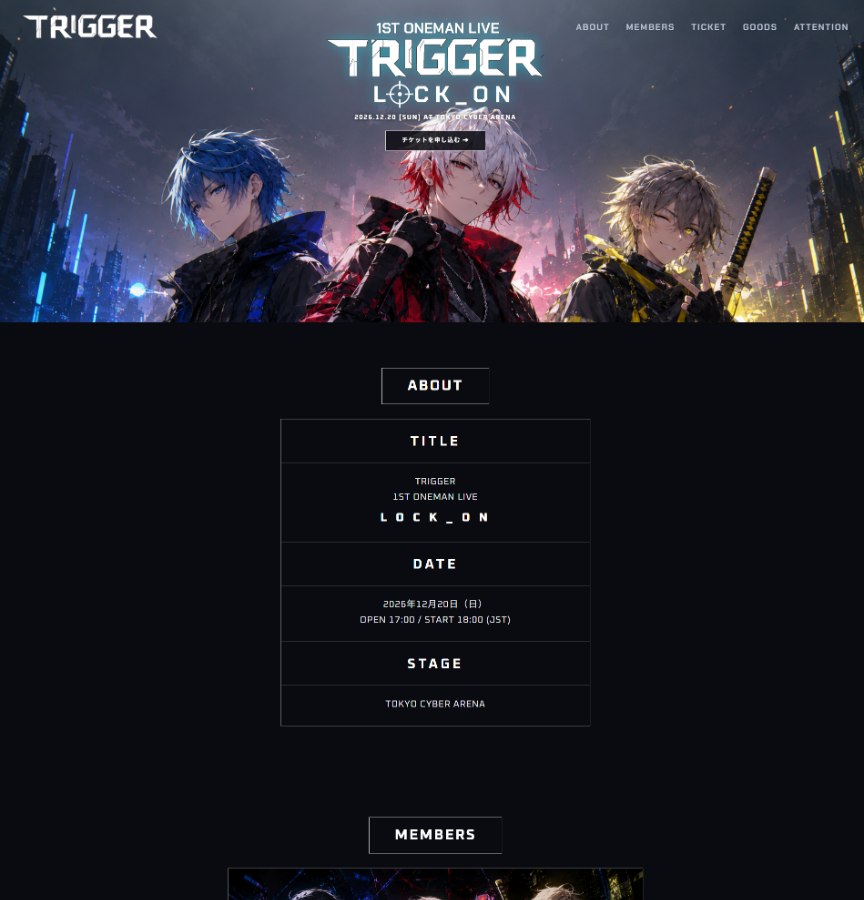 TRIGGER
ABOUT MEMBERS TICKET GOODS ATTENTION
1ST ONEMAN LIVE
TRIGGER
LOCK_ON
2026.12.20 [SUN] AT TOKYO CYBER ARENA
チケットを申し込む ➔
ABOUT
TITLE
TRIGGER
1ST ONEMAN LIVE
LOCK_ON
DATE
2026年12月20日（日）
OPEN 17:00 / START 18:00 (JST)
STAGE
TOKYO CYBER ARENA
MEMBERS